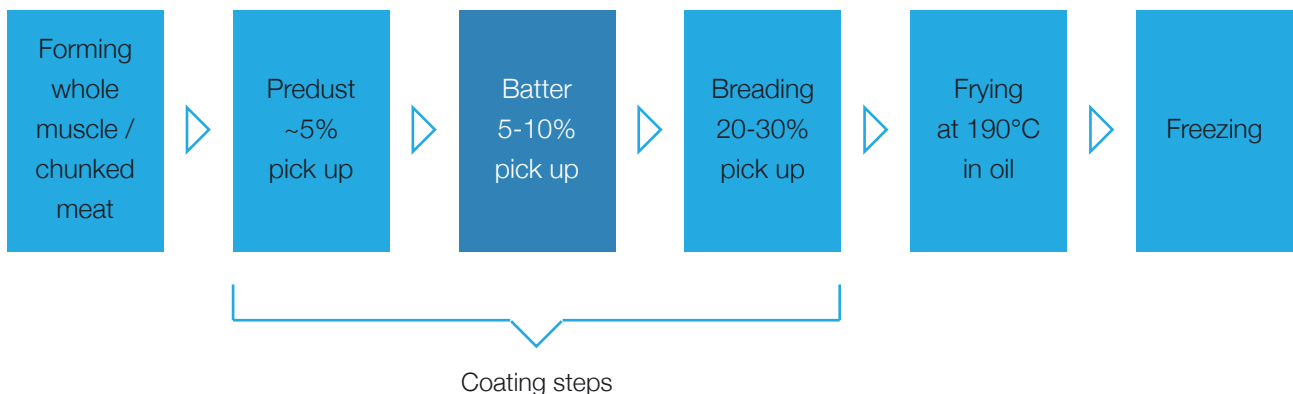 Forming
whole
muscle /
chunked
meat
Predust
~5%
pick up
Batter
5-10%
pick up
Breading
20-30%
pick up
Frying
at 190°C
in oil
Freezing
Coating steps